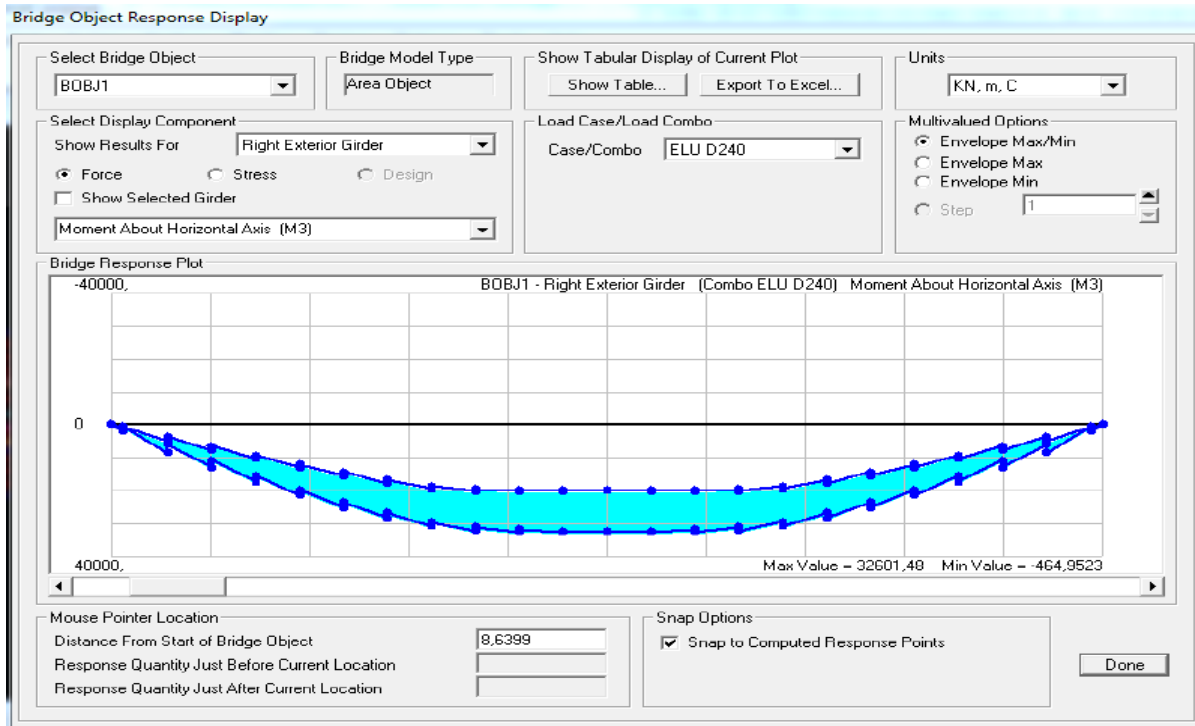 Bridge Object Response Display
Select Bridge Object
BOBJ1
Bridge Model Type
Area Object
Show Tabular Display of Current Plot
Show Table...
Export To Excel...
Units
KN, m, C
Select Display Component
Show Results For
Right Exterior Girder
Force
Stress
Design
Show Selected Girder
Moment About Horizontal Axis (M3)
Load Case/Load Combo
Case/Combo
ELU D240
Multivalued Options
Envelope Max/Min
Envelope Max
Envelope Min
Step
1
Bridge Response Plot
-40000,
BOBJ1 - Right Exterior Girder (Combo ELU D240) Moment About Horizontal Axis (M3)
0
40000,
Max Value = 32601,48 Min Value = -464,9523
Mouse Pointer Location
Distance From Start of Bridge Object
8,6399
Response Quantity Just Before Current Location
Response Quantity Just After Current Location
Snap Options
Snap to Computed Response Points
Done